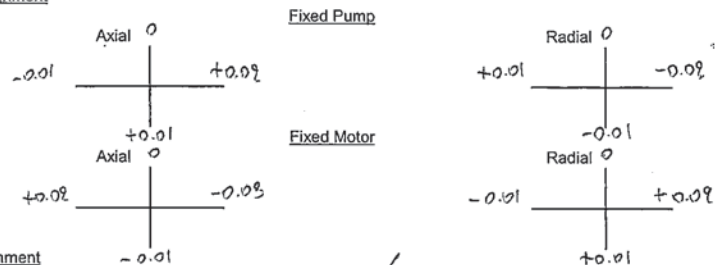 Fixed Pump
Axial 0
Radial 0
-0.01 +0.02
+0.01 -0.02
+0.01
-0.01
Fixed Motor
Axial 0
Radial 0
+0.02 -0.03
-0.01 +0.02
-0.01
+0.01
nment